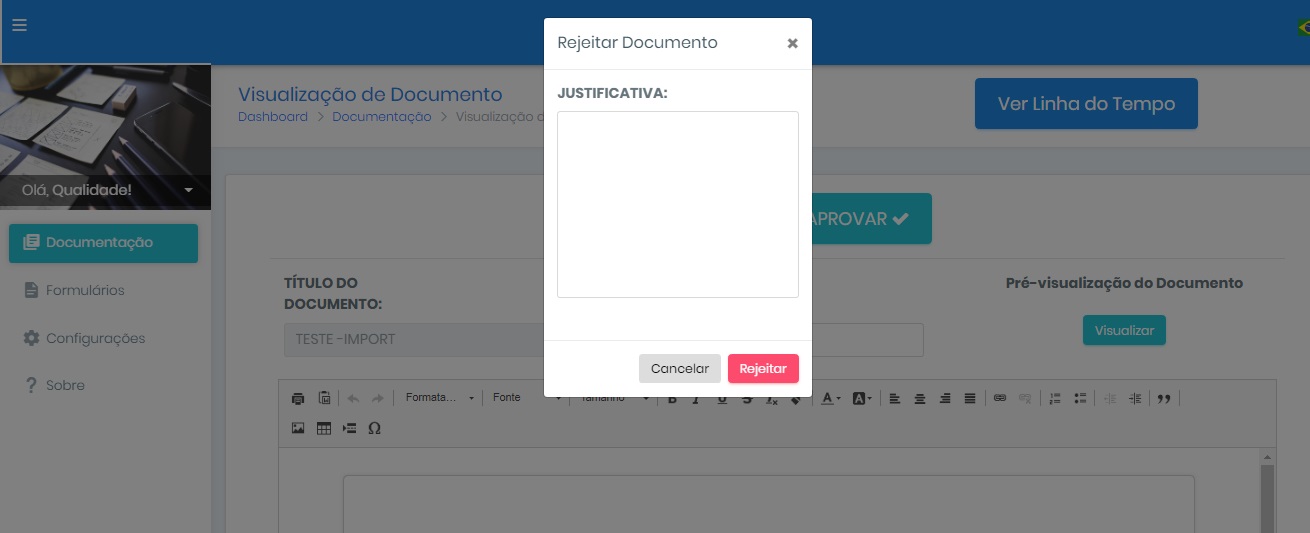 Rejeitar Documento
JUSTIFICATIVA:
Cancelar
Rejeitar
Visualização de Documento
Dashboard > Documentação > Visualização
Ver Linha do Tempo
Olá, Qualidade!
Documentação
Formulários
Configurações
Sobre
APROVAR
TÍTULO DO
DOCUMENTO:
TESTE -IMPORT
Pré-visualização do Documento
Visualizar
Formata... Fonte Tamanho